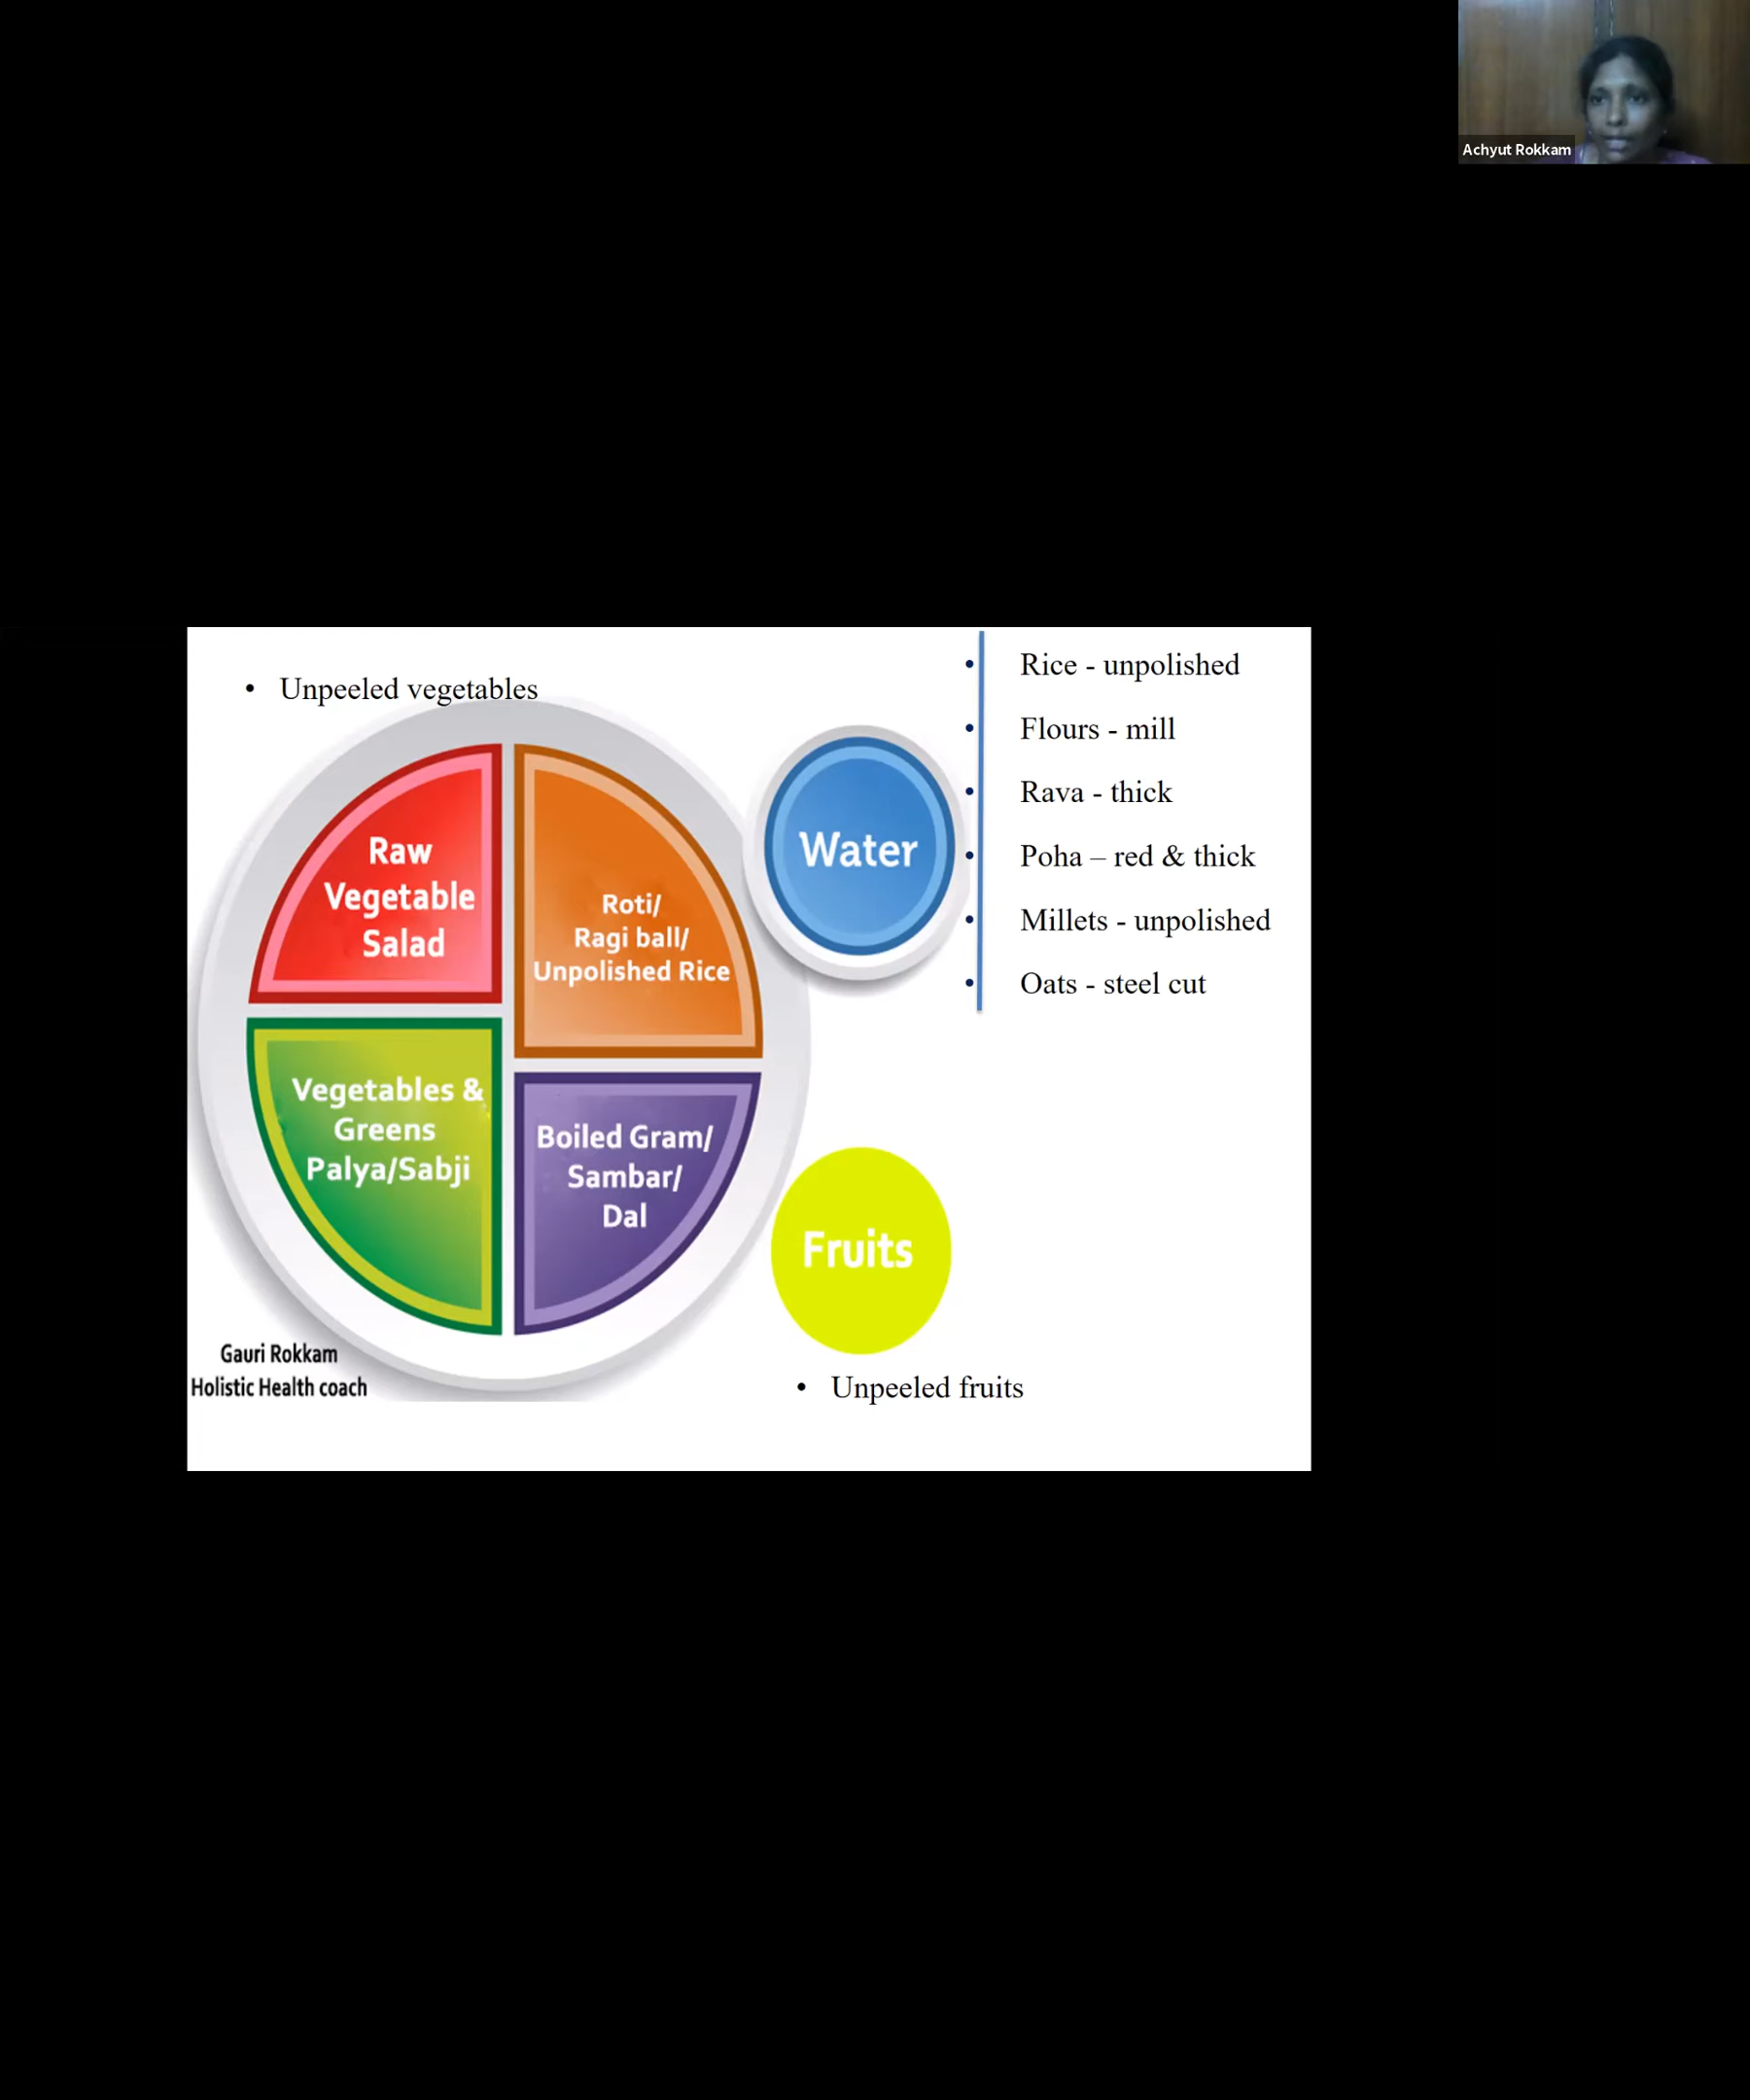 Achyut Rokkam
• Unpeeled vegetables
Raw
Vegetable
Salad
Roti/
Ragi ball/
Unpolished Rice
Vegetables &
Greens
Palya/Sabji
Boiled Gram/
Sambar/
Dal
Water
• Rice - unpolished
• Flours - mill
• Rava - thick
• Poha – red & thick
• Millets - unpolished
• Oats - steel cut
Fruits
• Unpeeled fruits
Gauri Rokkam
Holistic Health coach